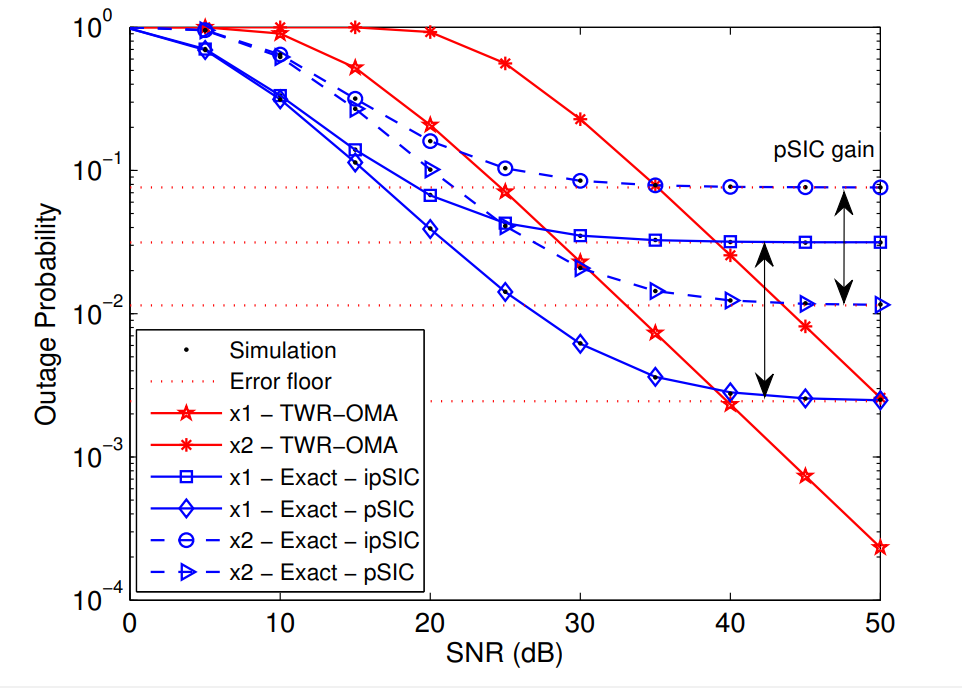 10^0
pSIC gain
10^−1
Outage Probability
10^−2
Simulation
Error floor
x1 − TWR−OMA
x2 − TWR−OMA
10^−3
x1 − Exact − ipSIC
x1 − Exact − pSIC
x2 − Exact − ipSIC
x2 − Exact − pSIC
10^−4
0 10 20 30 40 50
SNR (dB)